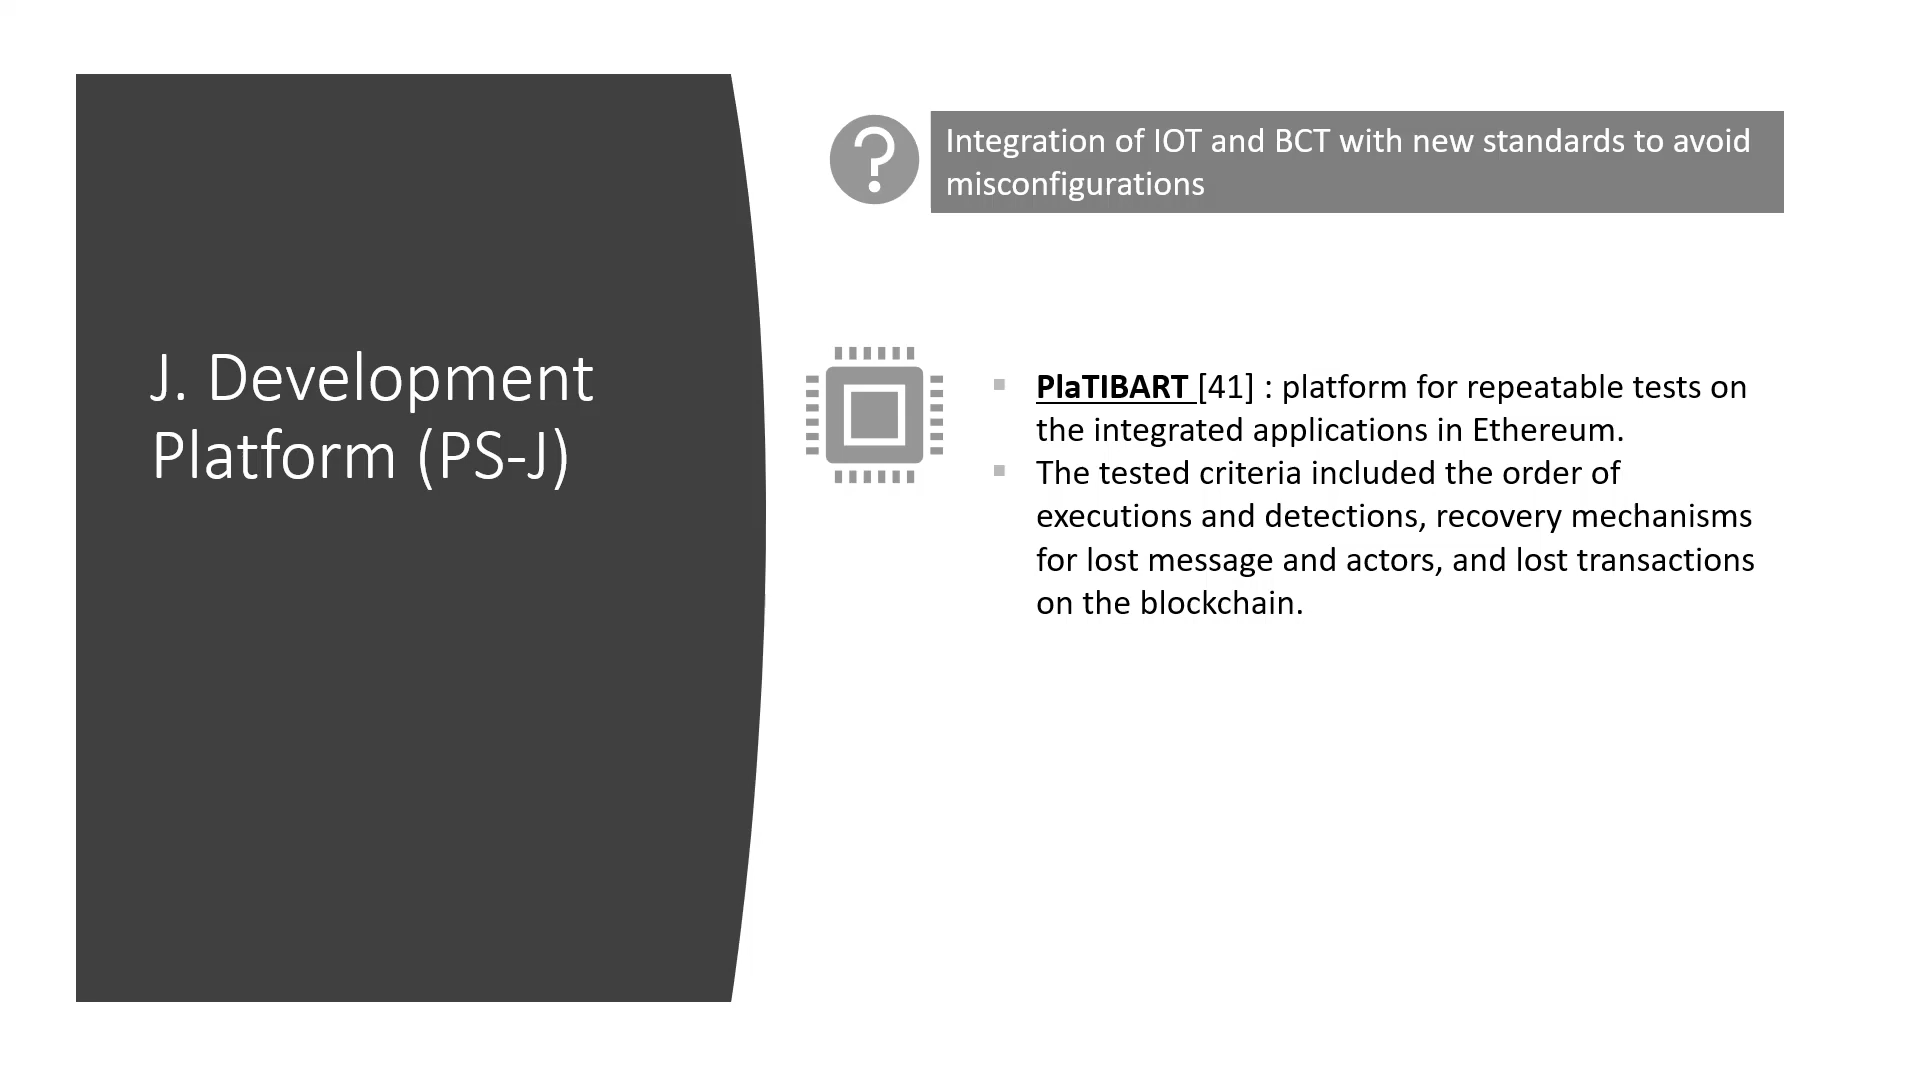 J. Development
Platform (PS-J)
Integration of IOT and BCT with new standards to avoid
misconfigurations
PlaTIBART [41] : platform for repeatable tests on
the integrated applications in Ethereum.
The tested criteria included the order of
executions and detections, recovery mechanisms
for lost message and actors, and lost transactions
on the blockchain.